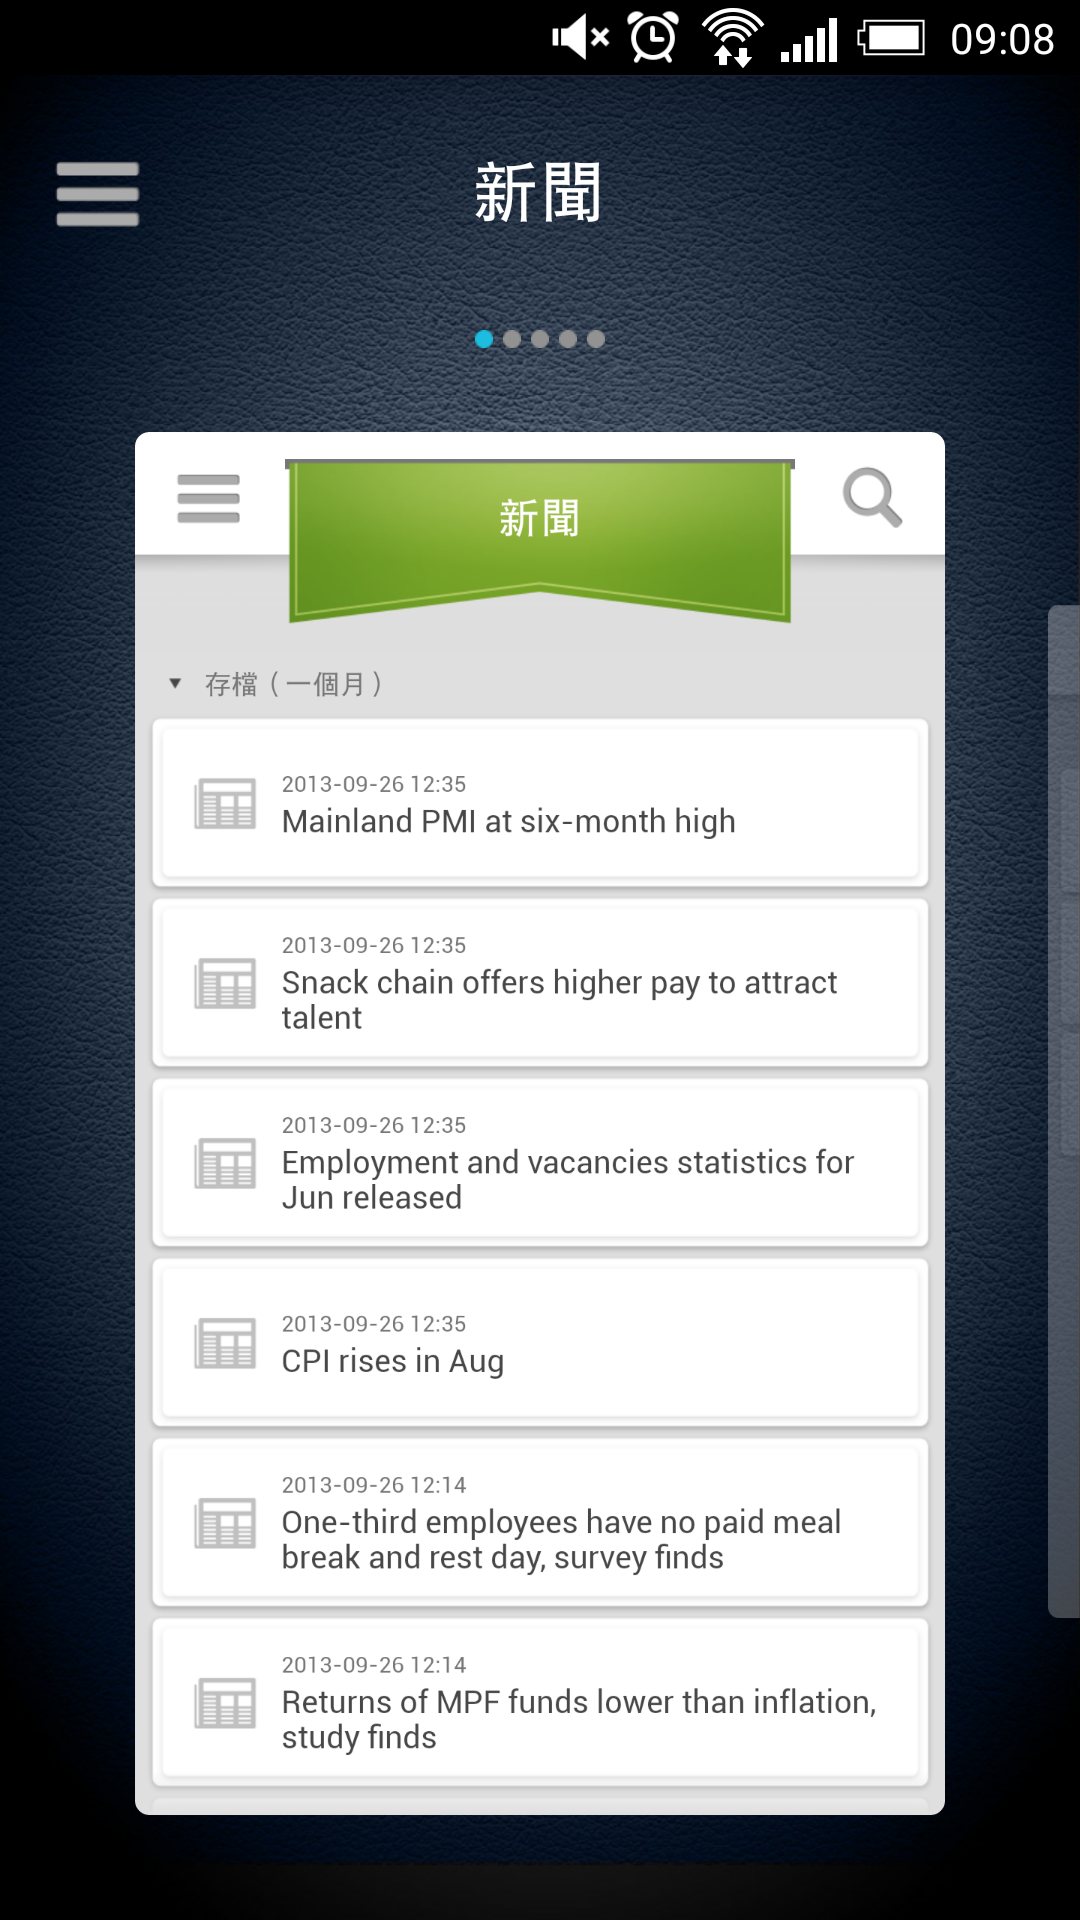 09:08
新聞
新聞
存檔（一個月）
2013-09-26 12:35
Mainland PMI at six-month high
2013-09-26 12:35
Snack chain offers higher pay to attract
talent
2013-09-26 12:35
Employment and vacancies statistics for
Jun released
2013-09-26 12:35
CPI rises in Aug
2013-09-26 12:14
One-third employees have no paid meal
break and rest day, survey finds
2013-09-26 12:14
Returns of MPF funds lower than inflation,
study finds